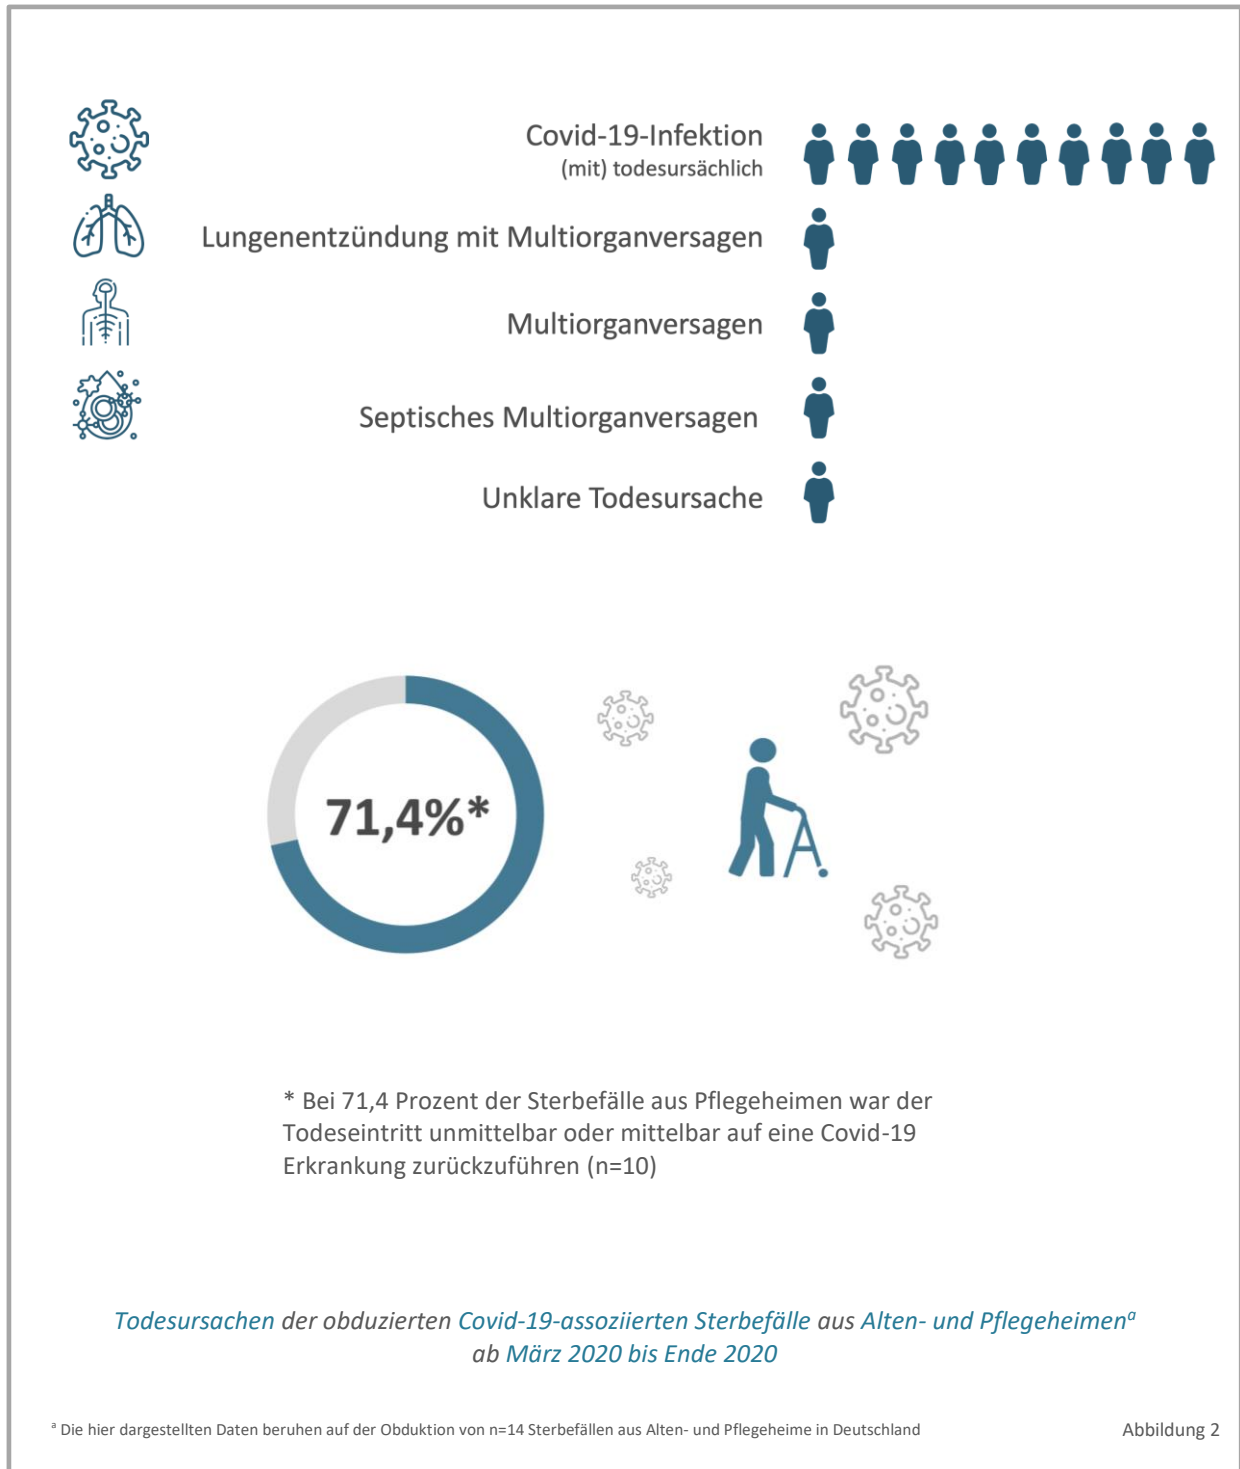 Covid-19-Infektion
(mit) todesursächlich
Lungenentzündung mit Multiorganversagen
Multiorganversagen
Septisches Multiorganversagen
Unklare Todesursache
71,4%*
* Bei 71,4 Prozent der Sterbefälle aus Pflegeheimen war der
Todeseintritt unmittelbar oder mittelbar auf eine Covid-19
Erkrankung zurückzuführen (n=10)
Todesursachen der obduzierten Covid-19-assoziierten Sterbefälle aus Alten- und Pflegeheimenᵃ
ab März 2020 bis Ende 2020
ᵃ Die hier dargestellten Daten beruhen auf der Obduktion von n=14 Sterbefällen aus Alten- und Pflegeheime in Deutschland
Abbildung 2